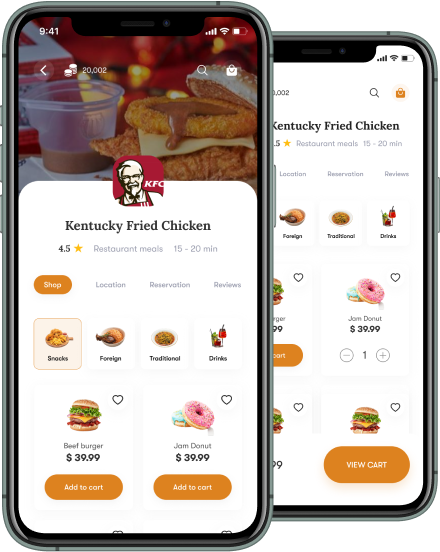 9:41
20,002
KFC
Kentucky Fried Chicken
4.5 Restaurant meals 15 - 20 min
Shop Location Reservation Reviews
Snacks Foreign Traditional Drinks
Beef burger Jam Donut
$ 39.99 $ 39.99
Add to cart Add to cart
,002
Kentucky Fried Chicken
.5 Restaurant meals 15 - 20 min
Location Reservation Reviews
Foreign Traditional Drinks
rger Jam Donut
99 $ 39.99
cart 1
99 VIEW CART